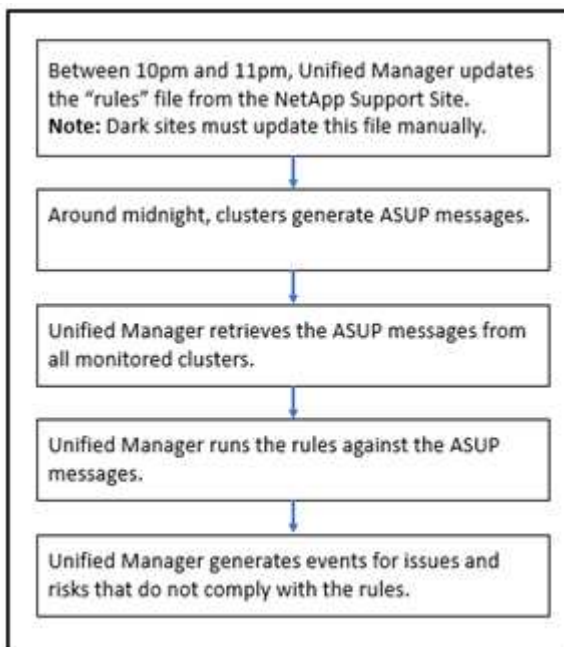 Between 10pm and 11pm, Unified Manager updates
the “rules” file from the NetApp Support Site.
Note: Dark sites must update this file manually.
Around midnight, clusters generate ASUP messages.
Unified Manager retrieves the ASUP messages from
all monitored clusters.
Unified Manager runs the rules against the ASUP
messages.
Unified Manager generates events for issues and
risks that do not comply with the rules.